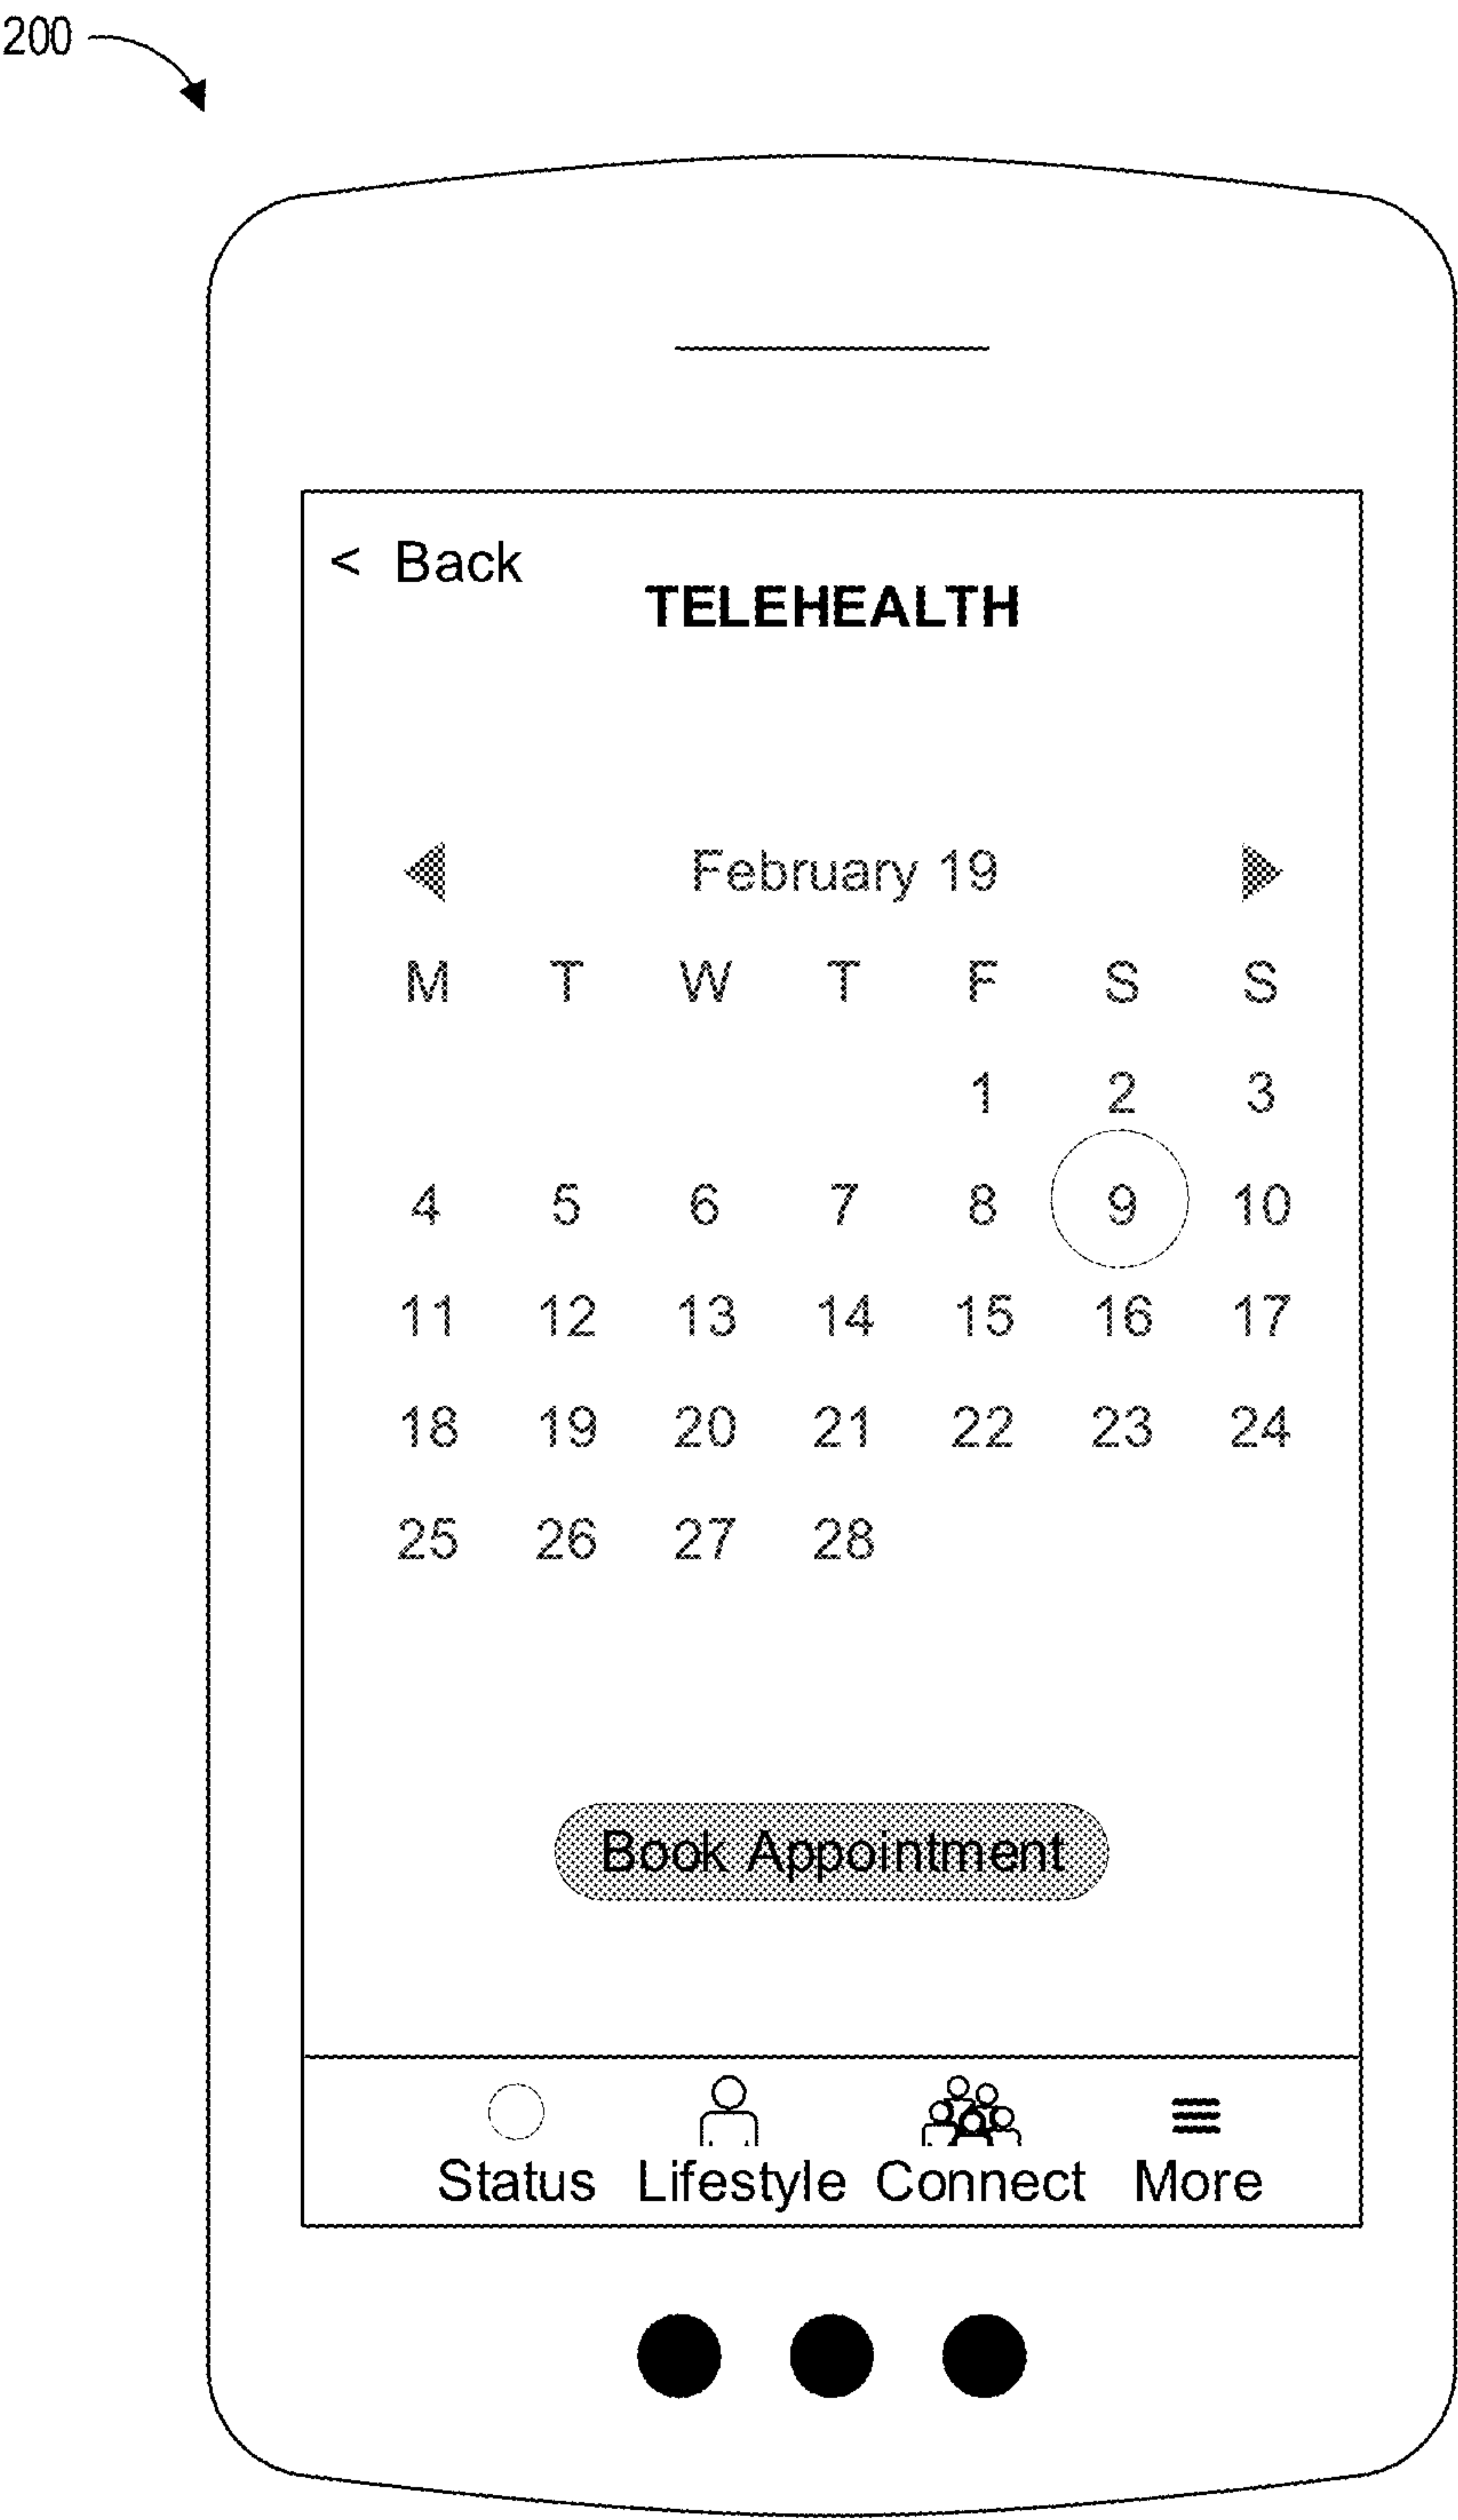 200
< Back
TELEHEALTH
February 19
M T W T F S S
1 2 3
4 5 6 7 8 9 10
11 12 13 14 15 16 17
18 19 20 21 22 23 24
25 26 27 28
Book Appointment
Status Lifestyle Connect More